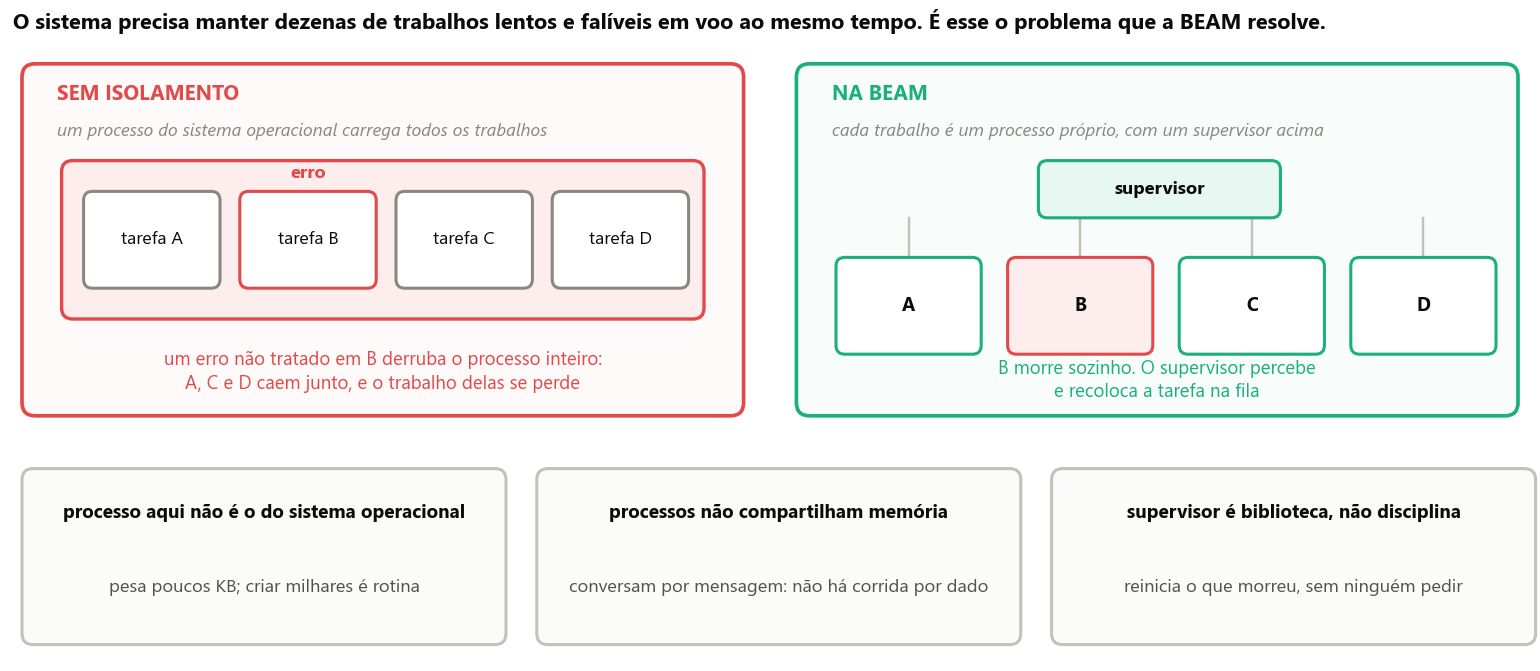 O sistema precisa manter dezenas de trabalhos lentos e falíveis em voo ao mesmo tempo. É esse o problema que a BEAM resolve.
SEM ISOLAMENTO
um processo do sistema operacional carrega todos os trabalhos
erro
tarefa A
tarefa B
tarefa C
tarefa D
um erro não tratado em B derruba o processo inteiro:
A, C e D caem junto, e o trabalho delas se perde
NA BEAM
cada trabalho é um processo próprio, com um supervisor acima
supervisor
A
B
C
D
B morre sozinho. O supervisor percebe
e recoloca a tarefa na fila
processo aqui não é o do sistema operacional
pesa poucos KB; criar milhares é rotina
processos não compartilham memória
conversam por mensagem: não há corrida por dado
supervisor é biblioteca, não disciplina
reinicia o que morreu, sem ninguém pedir